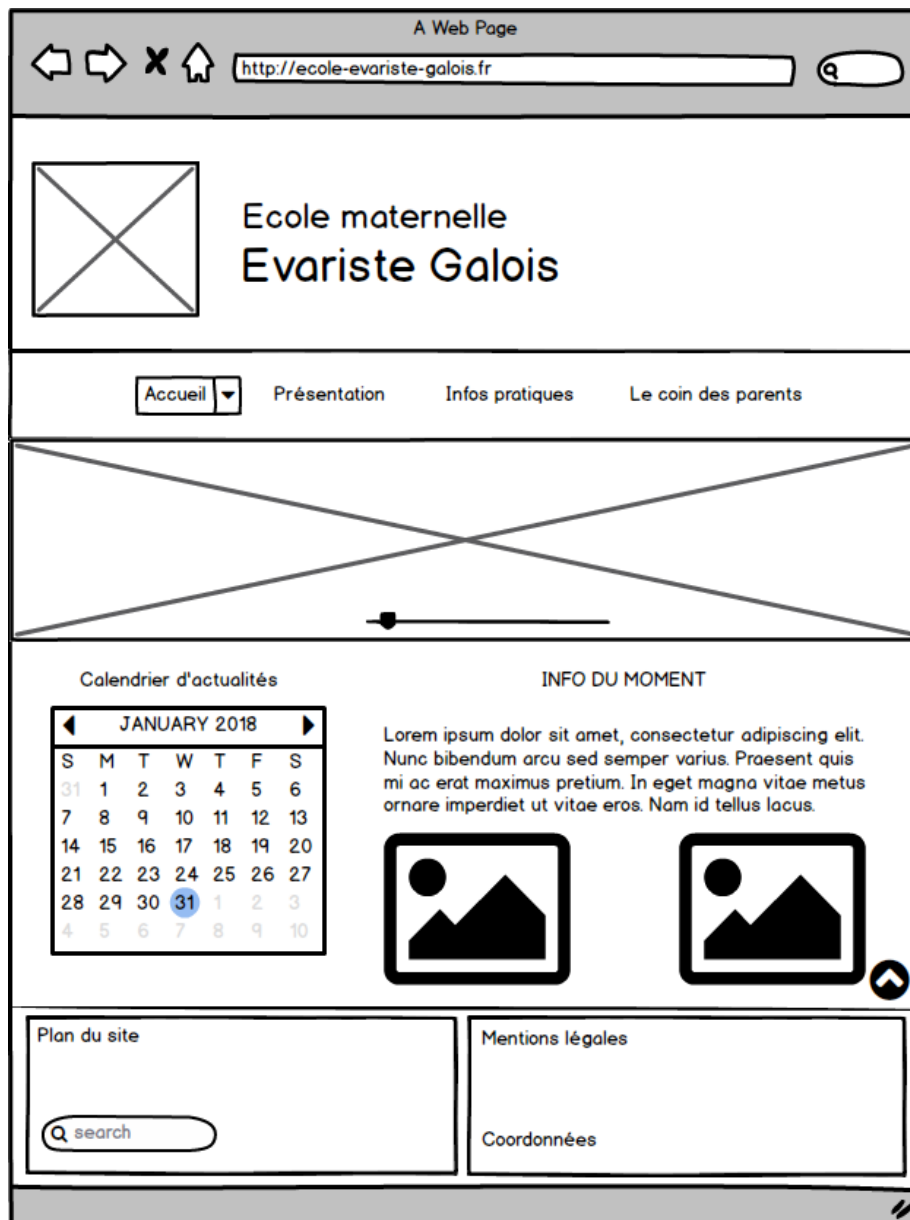 A Web Page
http://ecole-evariste-galois.fr
Ecole maternelle
Evariste Galois
Accueil Présentation Infos pratiques Le coin des parents
Calendrier d'actualités
JANUARY 2018
S M T W T F S
31 1 2 3 4 5 6
7 8 9 10 11 12 13
14 15 16 17 18 19 20
21 22 23 24 25 26 27
28 29 30 31 1 2 3
4 5 6 7 8 9 10
INFO DU MOMENT
Lorem ipsum dolor sit amet, consectetur adipiscing elit.
Nunc bibendum arcu sed semper varius. Praesent quis
mi ac erat maximus pretium. In eget magna vitae metus
ornare imperdiet ut vitae eros. Nam id tellus lacus.
Plan du site
search
Mentions légales
Coordonnées